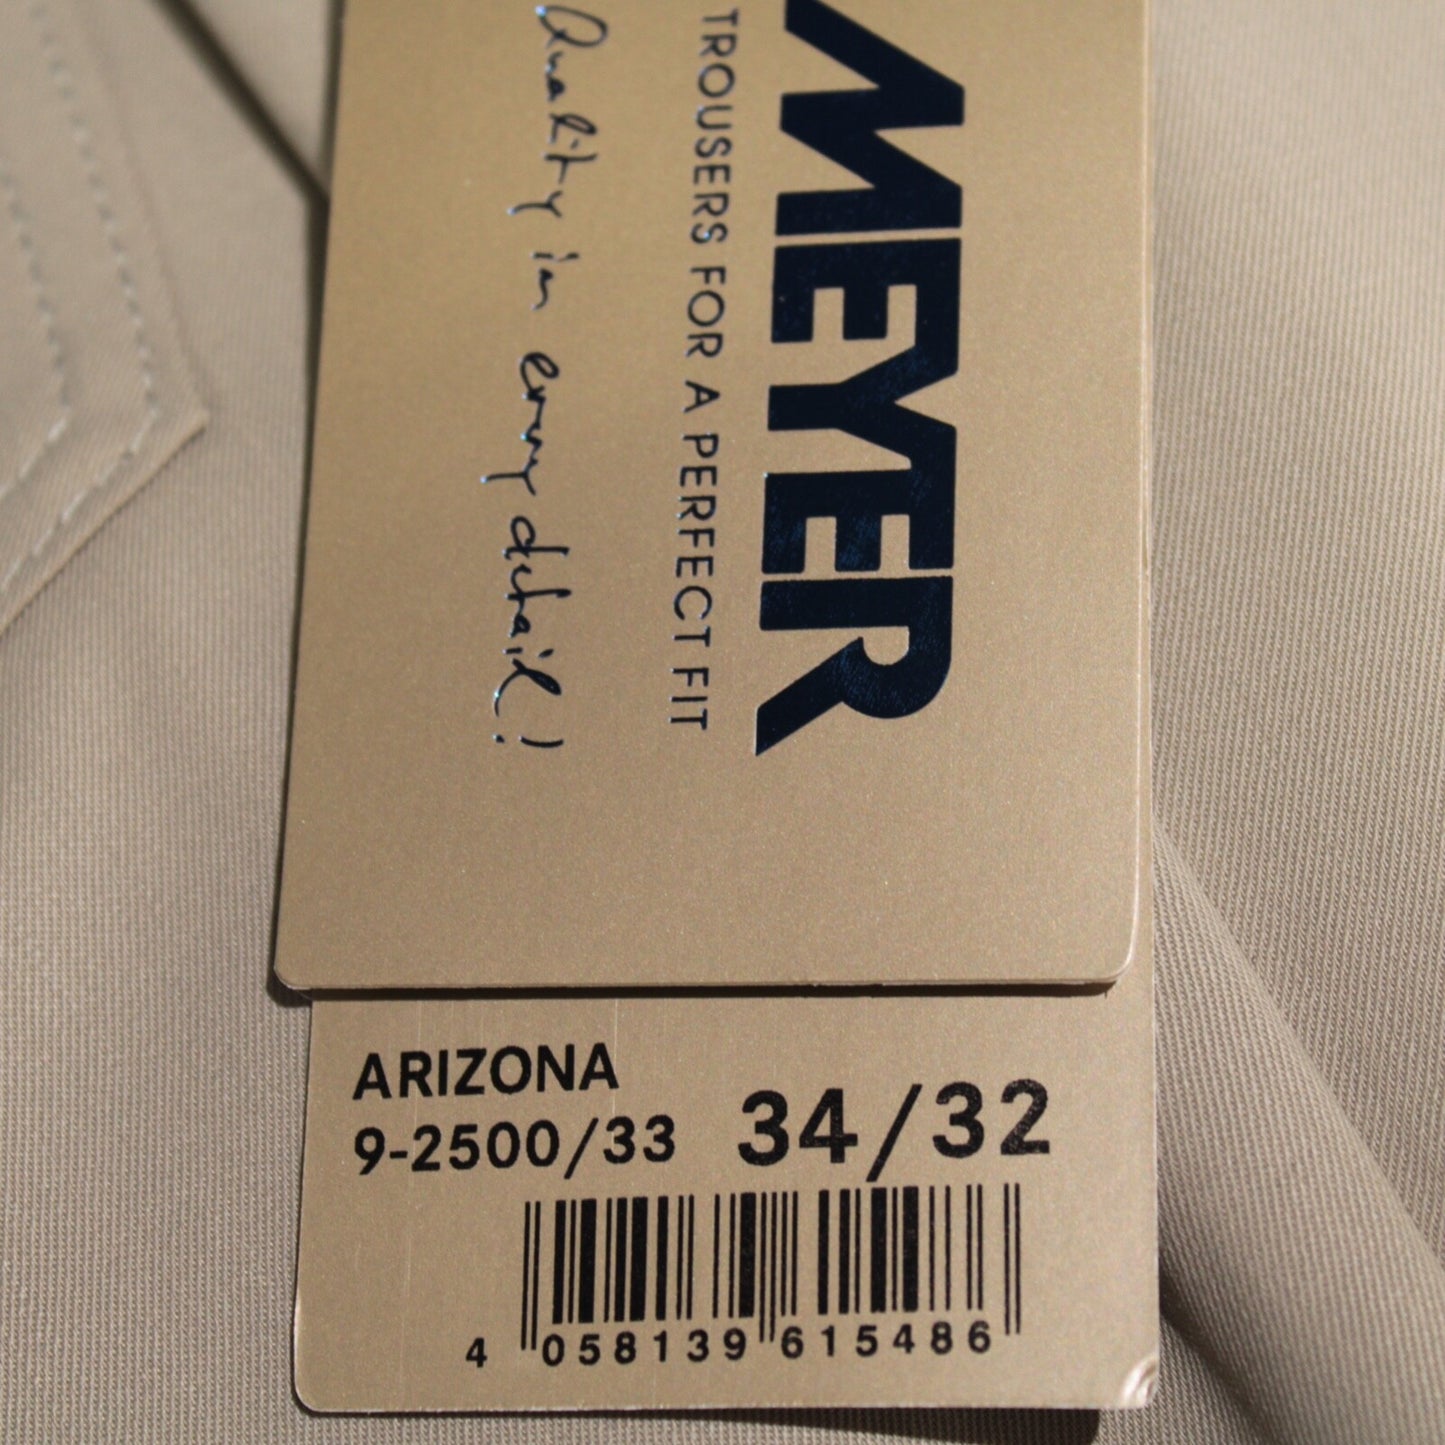 MEYER
TROUSERS FOR A PERFECT FIT
Quality in every detail!
ARIZONA
9-2500/33 34/32
4 058139 615486